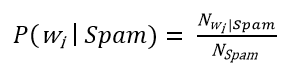 P(w_i | Spam) = N_{w_i|Spam} / N_{Spam}